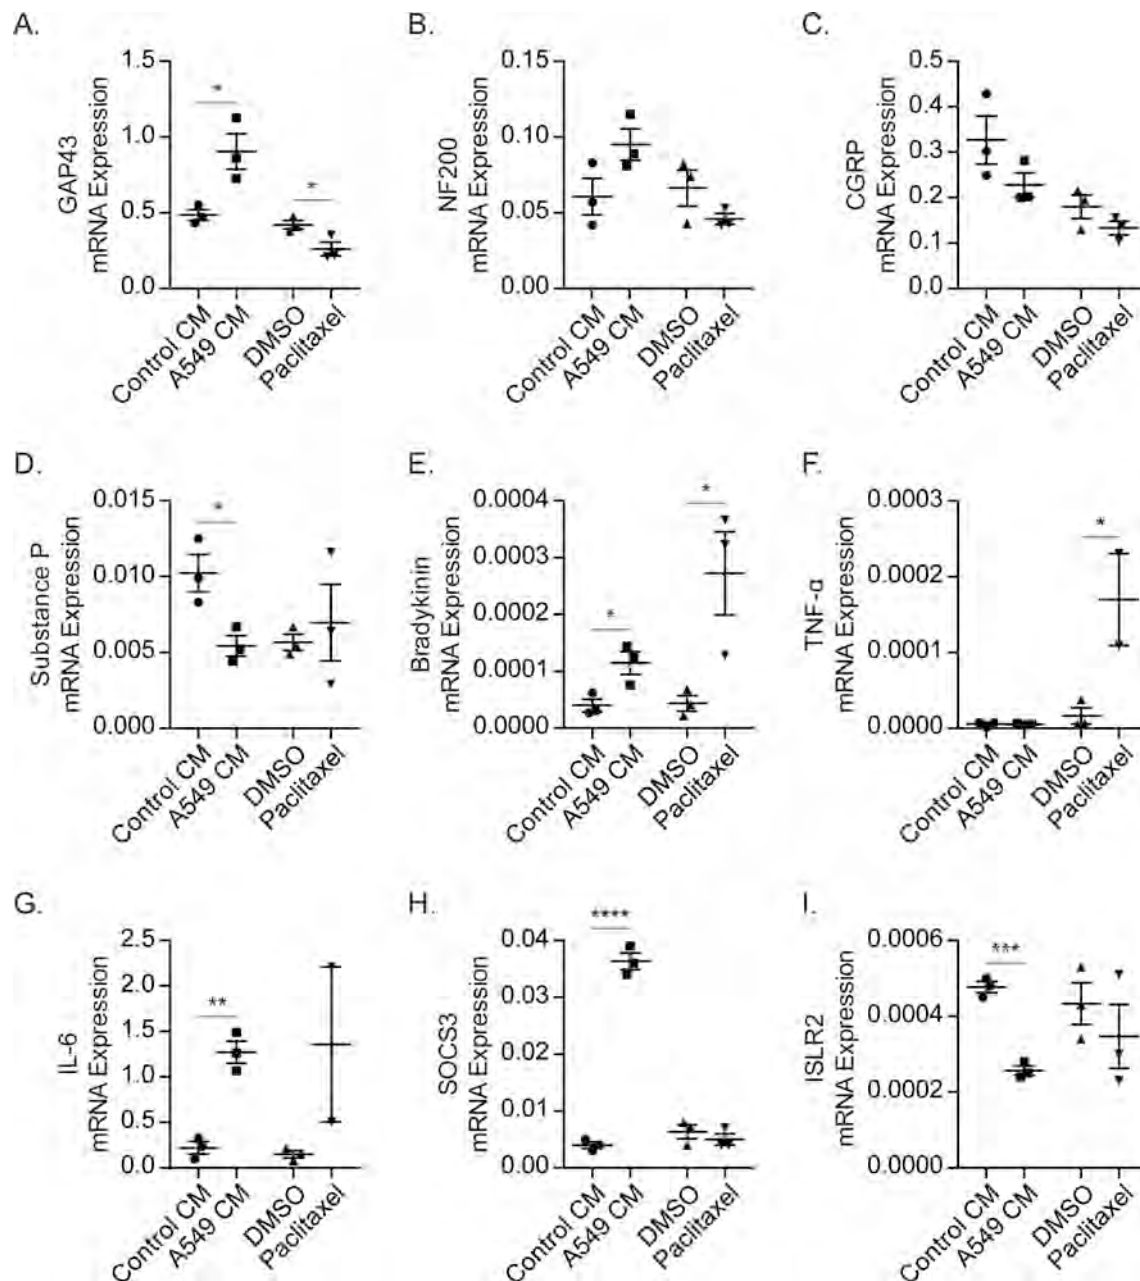 A.
GAP43
mRNA Expression
1.5
1.0
0.5
0.0
*
*
Control CM
A549 CM
DMSO
Paclitaxel
B.
NF200
mRNA Expression
0.15
0.10
0.05
0.00
Control CM
A549 CM
DMSO
Paclitaxel
C.
CGRP
mRNA Expression
0.5
0.4
0.3
0.2
0.1
0.0
Control CM
A549 CM
DMSO
Paclitaxel
D.
Substance P
mRNA Expression
0.015
0.010
0.005
0.000
*
Control CM
A549 CM
DMSO
Paclitaxel
E.
Bradykinin
mRNA Expression
0.0004
0.0003
0.0002
0.0001
0.0000
*
*
Control CM
A549 CM
DMSO
Paclitaxel
F.
TNF-α
mRNA Expression
0.0003
0.0002
0.0001
0.0000
*
Control CM
A549 CM
DMSO
Paclitaxel
G.
IL-6
mRNA Expression
2.5
2.0
1.5
1.0
0.5
0.0
**
Control CM
A549 CM
DMSO
Paclitaxel
H.
SOCS3
mRNA Expression
0.04
0.03
0.02
0.01
0.00
****
Control CM
A549 CM
DMSO
Paclitaxel
I.
ISLR2
mRNA Expression
0.0006
0.0004
0.0002
0.0000
***
Control CM
A549 CM
DMSO
Paclitaxel